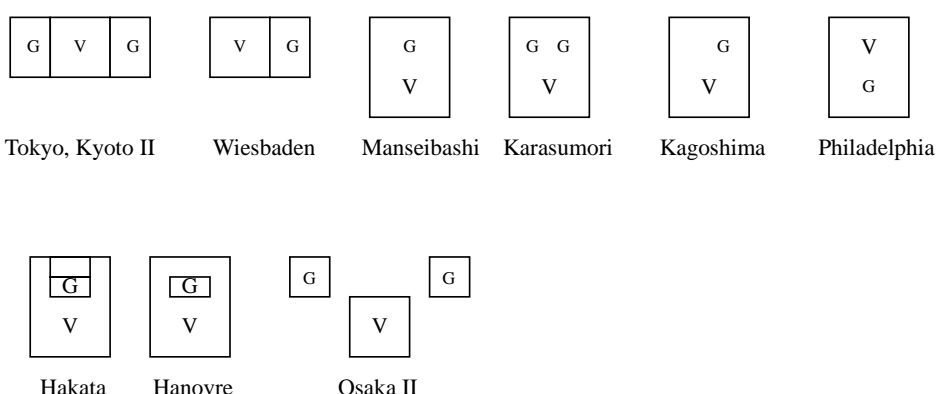 G V G V G G G G G V
V V V G
Tokyo, Kyoto II Wiesbaden Manseibashi Karasumori Kagoshima Philadelphia
G G G G
V V V
Hakata Hanovre Osaka II